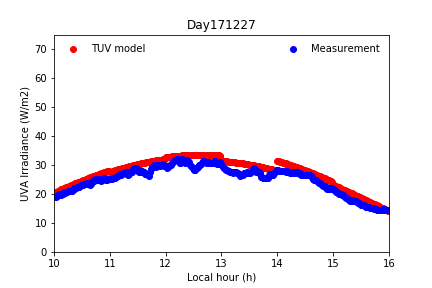 Day171227
TUV model
Measurement
UVA Irradiance (W/m2)
70
60
50
40
30
20
10
0
10 11 12 13 14 15 16
Local hour (h)